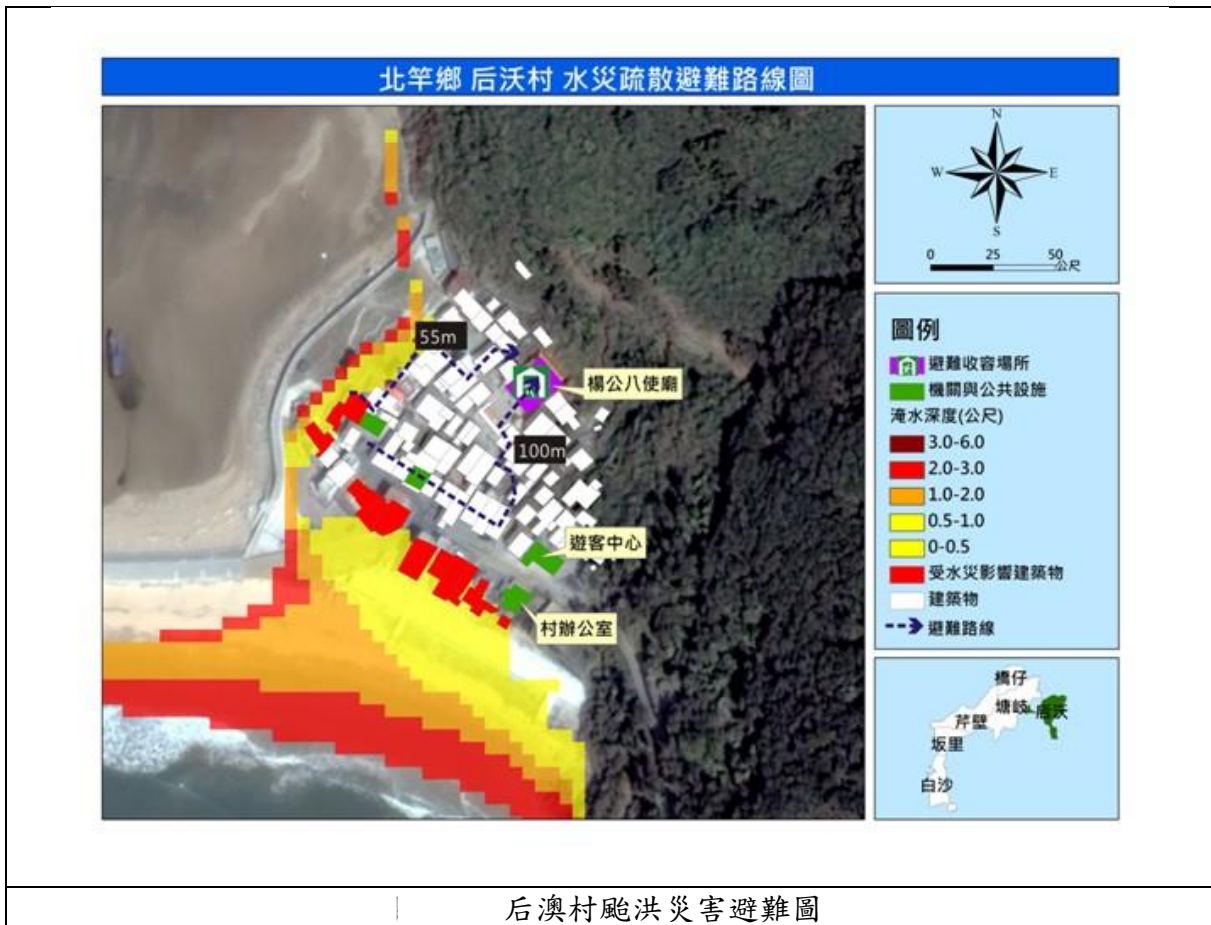 北竿鄉 后沃村 水災疏散避難路線圖
55m
楊公八使廟
100m
遊客中心
村辦公室
N
W
E
S
0 25 50
公尺
圖例
避難收容場所
機關與公共設施
淹水深度(公尺)
3.0-6.0
2.0-3.0
1.0-2.0
0.5-1.0
0-0.5
受水災影響建築物
建築物
避難路線
橋仔
塘岐
后沃
芹壁
坂里
白沙
后澳村颱洪災害避難圖